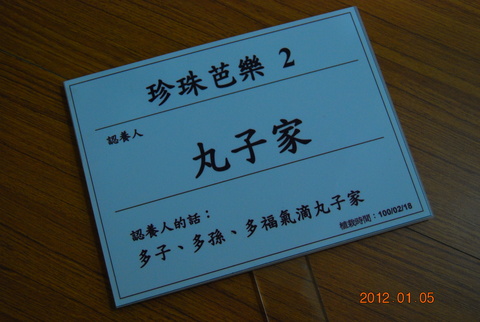 珍珠芭樂 2
認養人
丸子家
認養人的話：
多子、多孫、多福氣滴丸子家
種植時間：100/02/18
2012 01 05